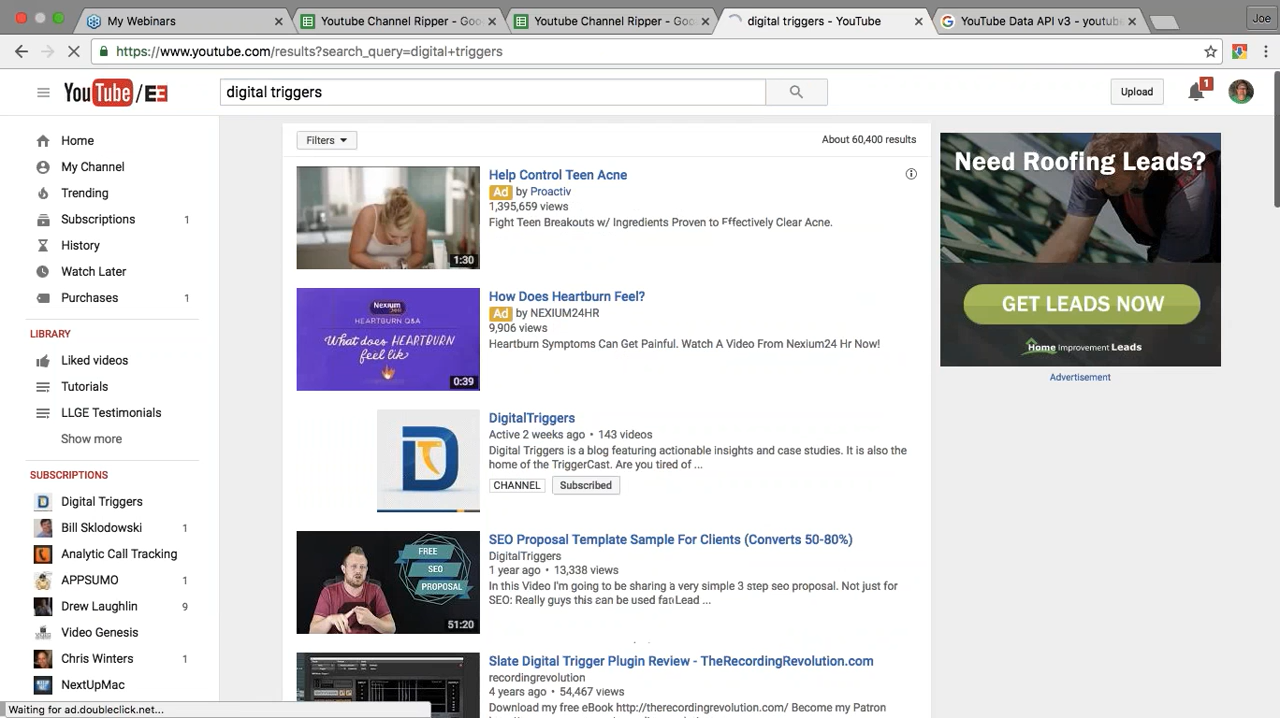 My Webinars
Youtube Channel Ripper - Goo
Youtube Channel Ripper - Goo
digital triggers - YouTube
YouTube Data API v3 - youtub
Joe
https://www.youtube.com/results?search_query=digital+triggers
YouTube / E3
digital triggers
Upload
1
Home
My Channel
Trending
Subscriptions 1
History
Watch Later
Purchases 1
LIBRARY
Liked videos
Tutorials
LLGE Testimonials
Show more
SUBSCRIPTIONS
Digital Triggers
Bill Sklodowski 1
Analytic Call Tracking
APPSUMO 1
Drew Laughlin 9
Video Genesis
Chris Winters 1
NextUpMac
Waiting for ad.doubleclick.net...
Filters
About 60,400 results
1:30
Help Control Teen Acne
Ad by Proactiv
1,395,659 views
Fight Teen Breakouts w/ Ingredients Proven to Effectively Clear Acne.
Nexium
HEARTBURN Q&A
What does HEARTBURN
feel like
0:39
How Does Heartburn Feel?
Ad by NEXIUM24HR
9,906 views
Heartburn Symptoms Can Get Painful. Watch A Video From Nexium24 Hr Now!
DT
DigitalTriggers
Active 2 weeks ago • 143 videos
Digital Triggers is a blog featuring actionable insights and case studies. It is also the
home of the TriggerCast. Are you tired of ...
CHANNEL Subscribed
FREE
SEO
PROPOSAL
51:20
SEO Proposal Template Sample For Clients (Converts 50-80%)
DigitalTriggers
1 year ago • 13,338 views
In this Video I'm going to be sharing a very simple 3 step seo proposal. Not just for
SEO: Really guys this can be used Lead ...
Slate Digital Trigger Plugin Review - TheRecordingRevolution.com
recordingrevolution
4 years ago • 54,467 views
Download my free eBook http://therecordingrevolution.com/ Become my Patron
Need Roofing Leads?
GET LEADS NOW
Home Improvement Leads
Advertisement